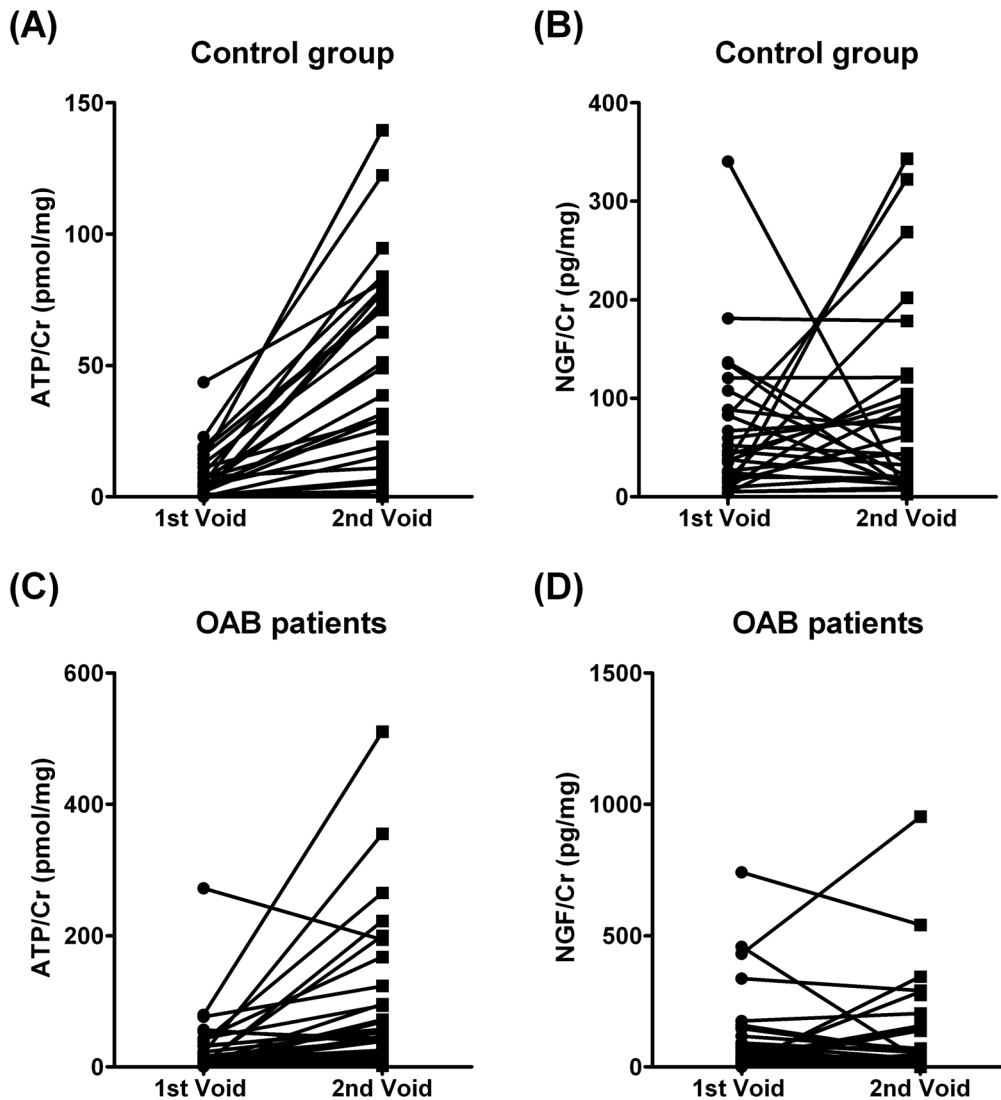 (A)
Control group
ATP/Cr (pmol/mg)
150
100
50
0
1st Void
2nd Void
(B)
Control group
NGF/Cr (pg/mg)
400
300
200
100
0
1st Void
2nd Void
(C)
OAB patients
ATP/Cr (pmol/mg)
600
400
200
0
1st Void
2nd Void
(D)
OAB patients
NGF/Cr (pg/mg)
1500
1000
500
0
1st Void
2nd Void